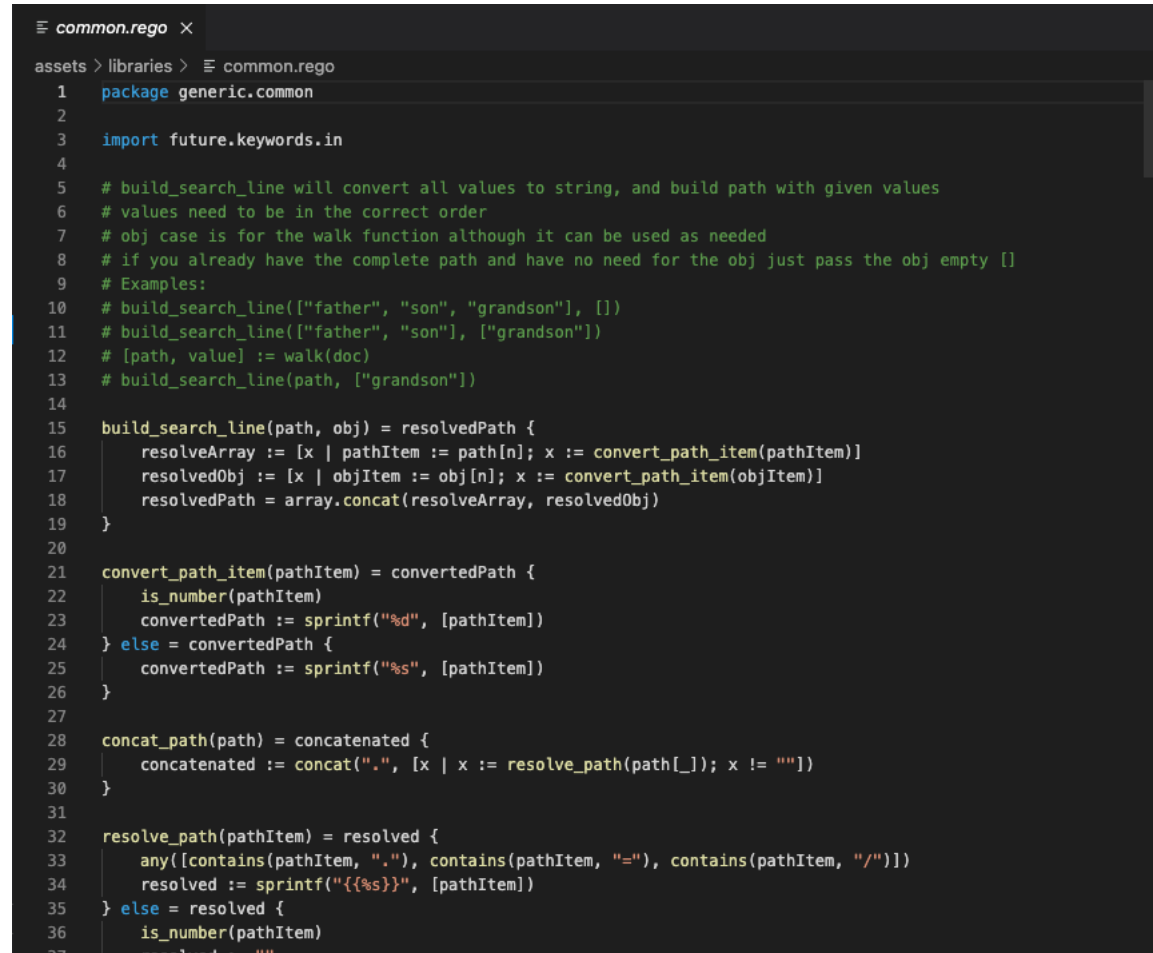 common.rego ×
assets > libraries > common.rego
1 package generic.common
2
3 import future.keywords.in
4
5 # build_search_line will convert all values to string, and build path with given values
6 # values need to be in the correct order
7 # obj case is for the walk function although it can be used as needed
8 # if you already have the complete path and have no need for the obj just pass the obj empty []
9 # Examples:
10 # build_search_line(["father", "son", "grandson"], [])
11 # build_search_line(["father", "son"], ["grandson"])
12 # [path, value] := walk(doc)
13 # build_search_line(path, ["grandson"])
14
15 build_search_line(path, obj) = resolvedPath {
16     resolveArray := [x | pathItem := path[n]; x := convert_path_item(pathItem)]
17     resolvedObj := [x | objItem := obj[n]; x := convert_path_item(objItem)]
18     resolvedPath = array.concat(resolveArray, resolvedObj)
19 }
20
21 convert_path_item(pathItem) = convertedPath {
22     is_number(pathItem)
23     convertedPath := sprintf("%d", [pathItem])
24 } else = convertedPath {
25     convertedPath := sprintf("%s", [pathItem])
26 }
27
28 concat_path(path) = concatenated {
29     concatenated := concat(".", [x | x := resolve_path(path[_]); x != ""])
30 }
31
32 resolve_path(pathItem) = resolved {
33     any([contains(pathItem, "."), contains(pathItem, "="), contains(pathItem, "/")])
34     resolved := sprintf("{{%s}}", [pathItem])
35 } else = resolved {
36     is_number(pathItem)